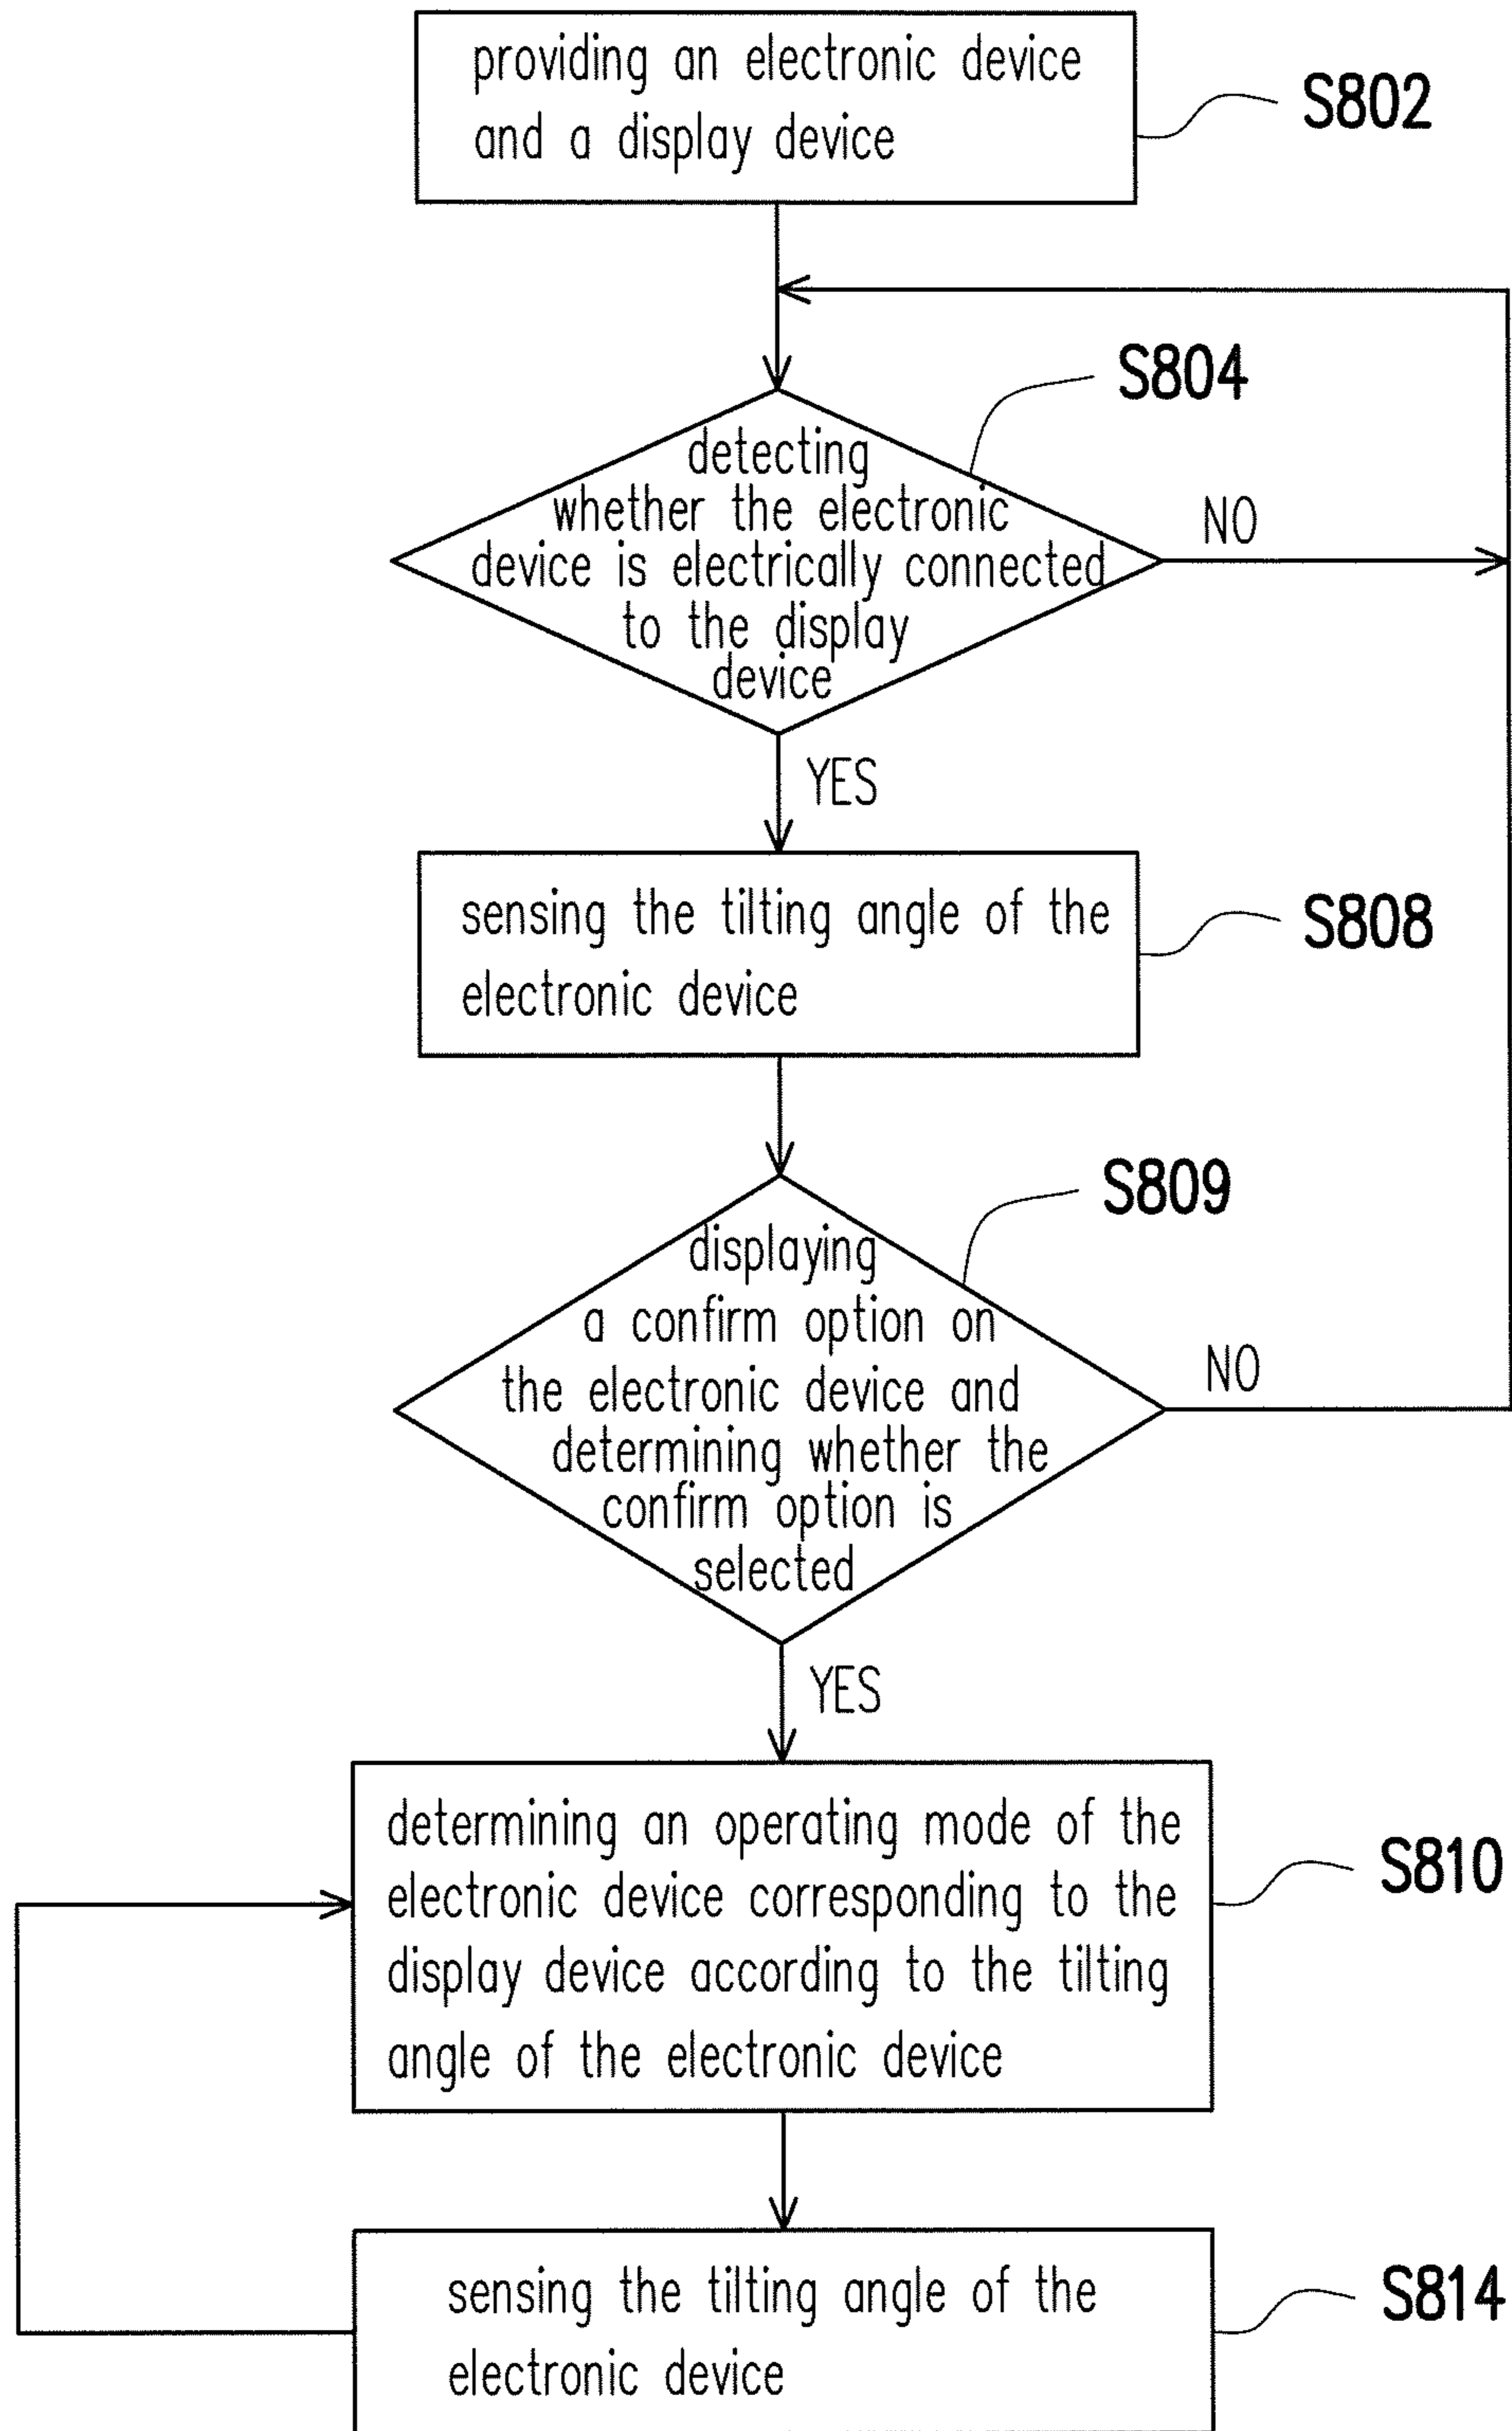 providing an electronic device
and a display device
S802
S804
detecting
whether the electronic
device is electrically connected
to the display
device
NO
YES
sensing the tilting angle of the
electronic device
S808
S809
displaying
a confirm option on
the electronic device and
determining whether the
confirm option is
selected
NO
YES
determining an operating mode of the
electronic device corresponding to the
display device according to the tilting
angle of the electronic device
S810
sensing the tilting angle of the
electronic device
S814